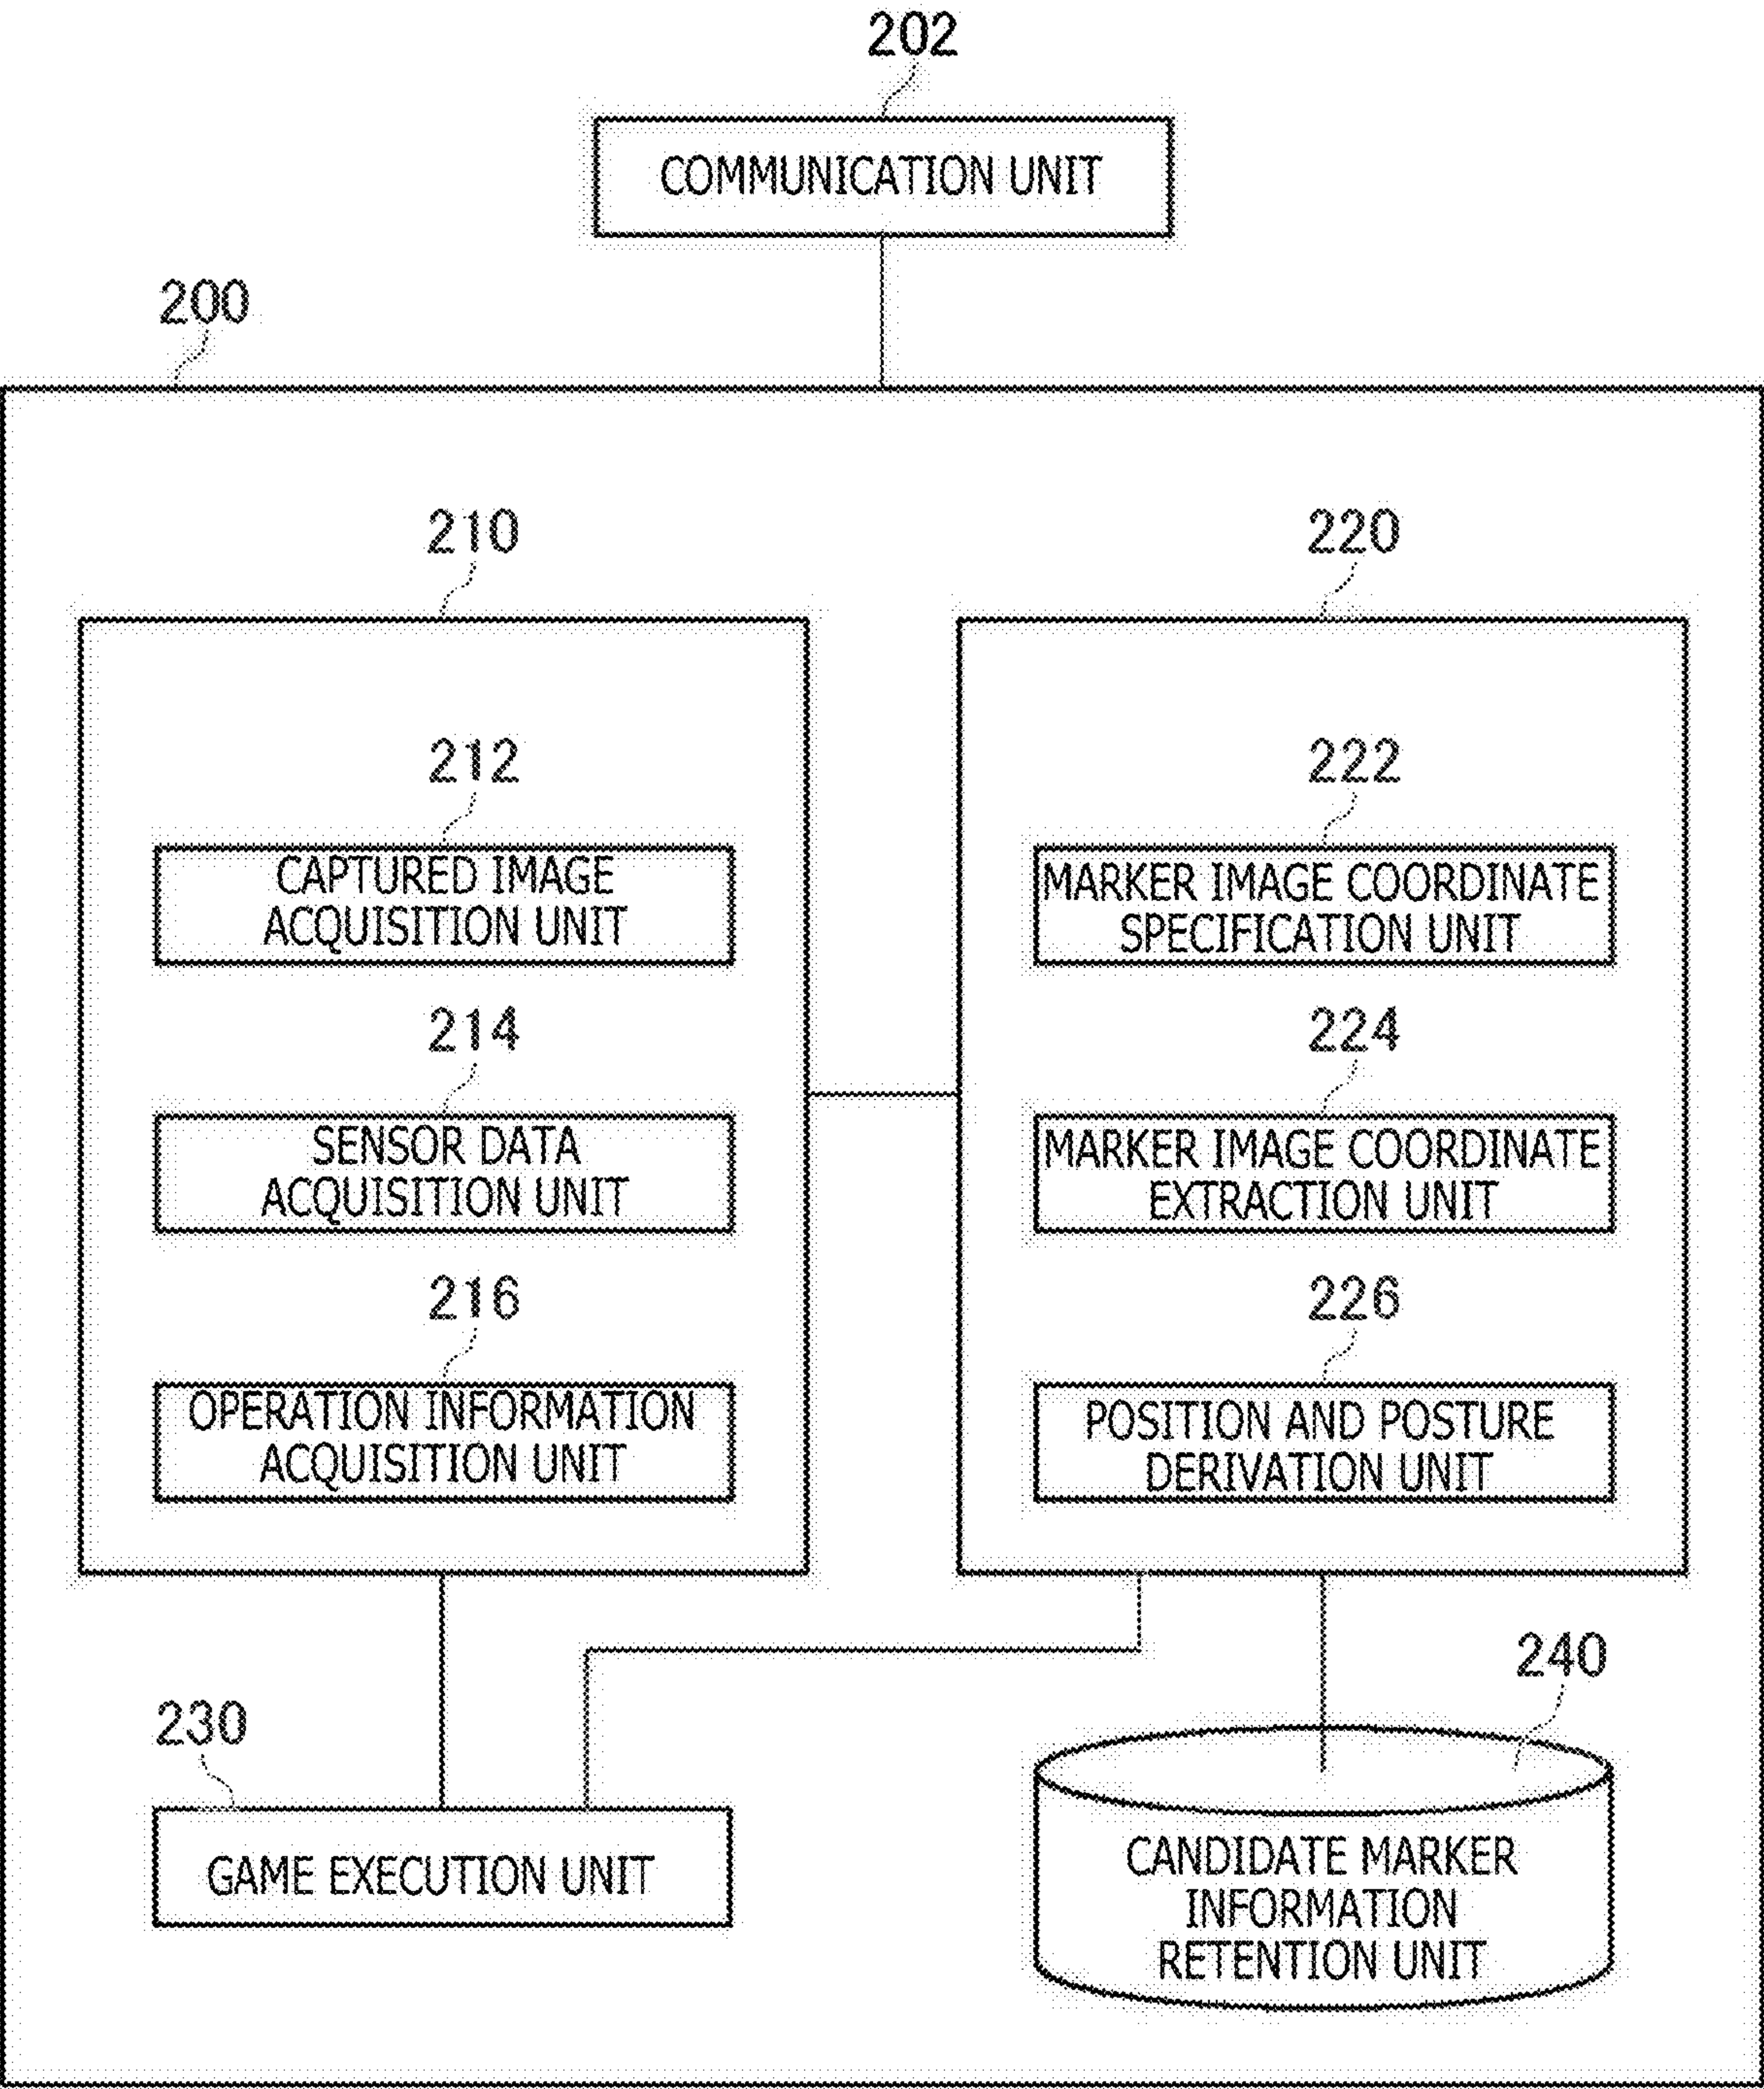 202
COMMUNICATION UNIT
200
210
220
212
CAPTURED IMAGE
ACQUISITION UNIT
222
MARKER IMAGE COORDINATE
SPECIFICATION UNIT
214
SENSOR DATA
ACQUISITION UNIT
224
MARKER IMAGE COORDINATE
EXTRACTION UNIT
216
OPERATION INFORMATION
ACQUISITION UNIT
226
POSITION AND POSTURE
DERIVATION UNIT
230
GAME EXECUTION UNIT
240
CANDIDATE MARKER
INFORMATION
RETENTION UNIT